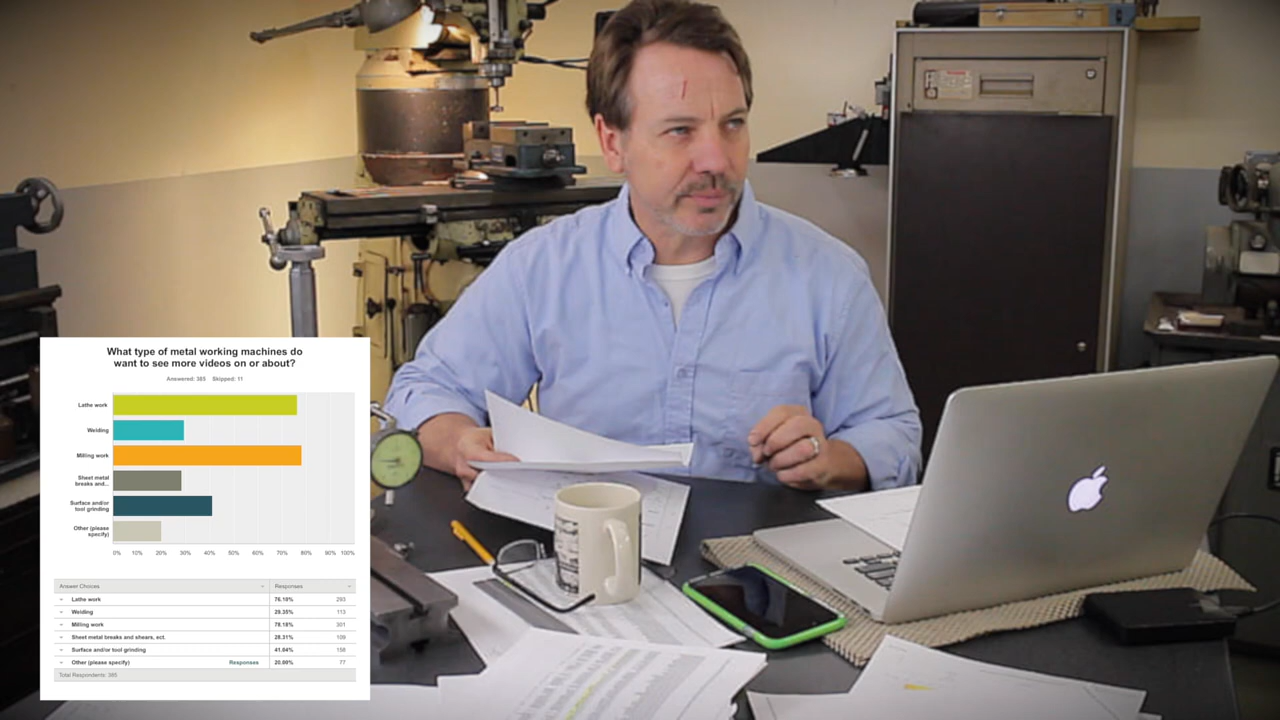 What type of metal working machines do
want to see more videos on or about?
Answered: 385 Skipped: 11
Lathe work
Welding
Milling work
Sheet metal
breaks and...
Surface and/or
tool grinding
Other (please
specify)
0% 10% 20% 30% 40% 50% 60% 70% 80% 90% 100%
Answer Choices Responses
Lathe work 76.10% 293
Welding 29.35% 113
Milling work 78.18% 301
Sheet metal breaks and shears, ect. 28.31% 109
Surface and/or tool grinding 41.04% 158
Other (please specify) Responses 20.00% 77
Total Respondents: 385